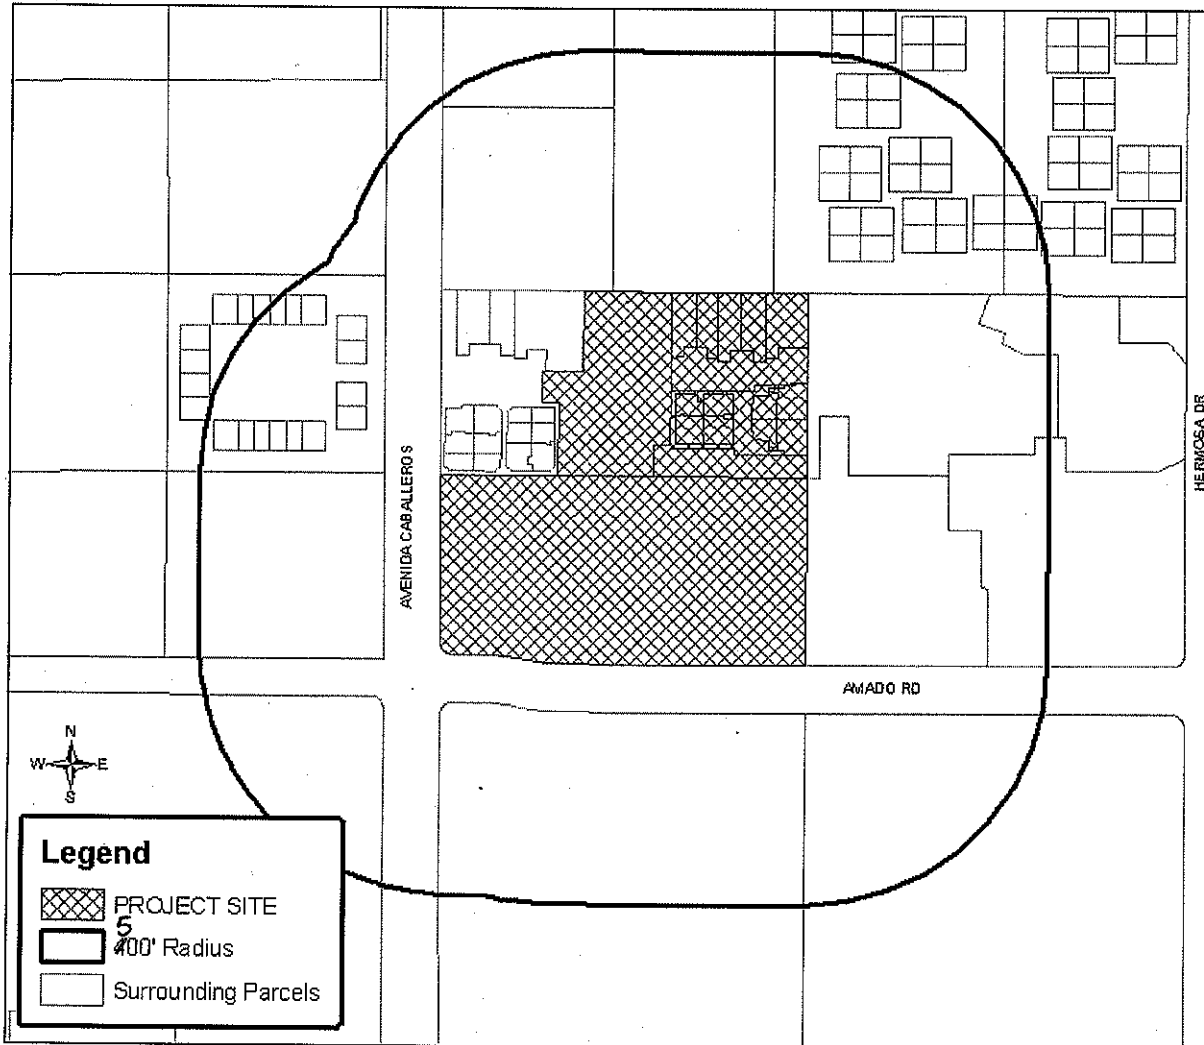 HERMOSA DR
AVENIDA CABALLEROS
AMADO RD
N
W E
S
Legend
PROJECT SITE
5
400' Radius
Surrounding Parcels